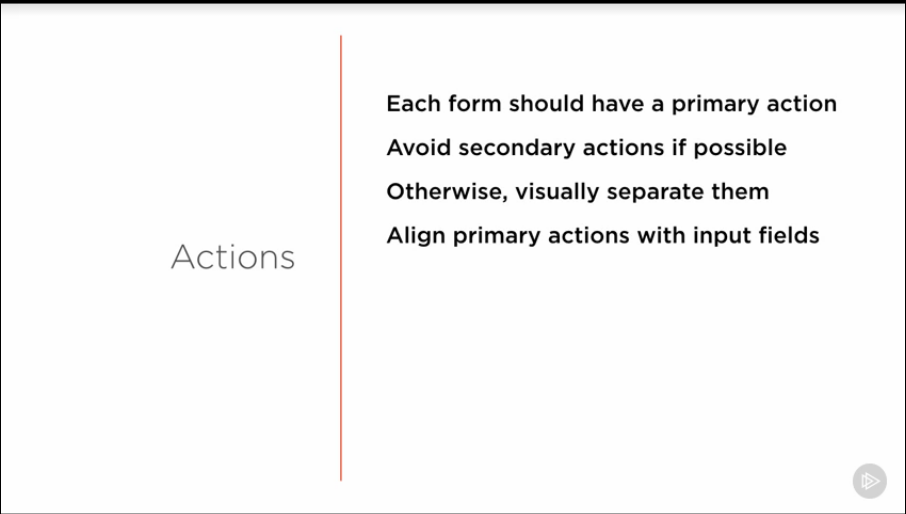 Actions
Each form should have a primary action
Avoid secondary actions if possible
Otherwise, visually separate them
Align primary actions with input fields